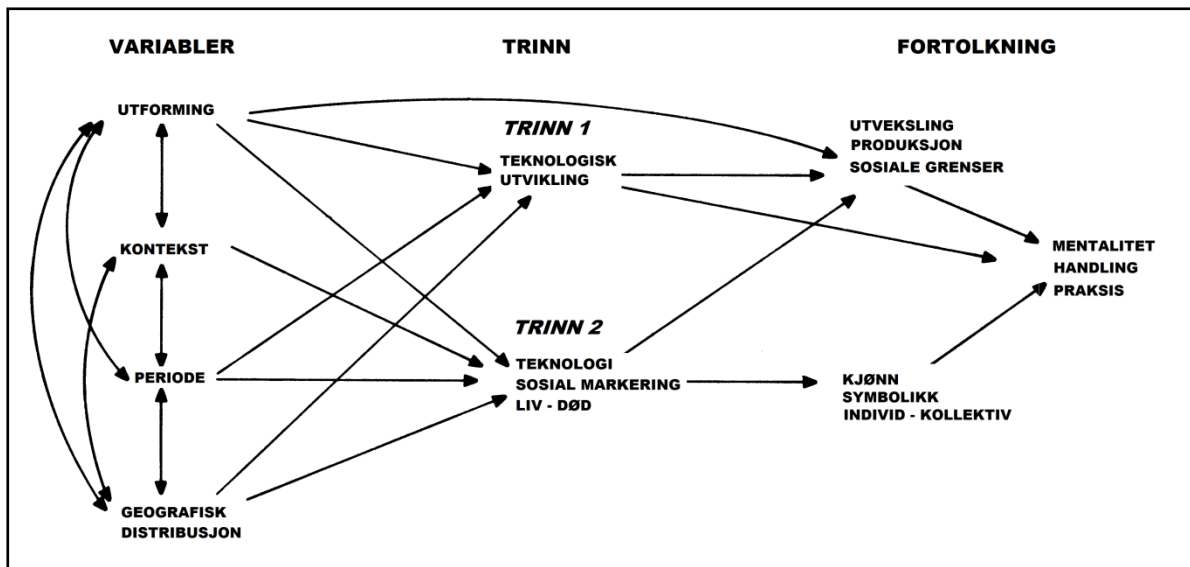 VARIABLER
TRINN
FORTOLKNING
UTFORMING
KONTEKST
PERIODE
GEOGRAFISK
DISTRIBUSJON
TRINN 1
TEKNOLOGISK
UTVIKLING
TRINN 2
TEKNOLOGI
SOSIAL MARKERING
LIV - DØD
UTVEKSLING
PRODUKSJON
SOSIALE GRENSER
KJØNN
SYMBOLIKK
INDIVID - KOLLEKTIV
MENTALITET
HANDLING
PRAKSIS